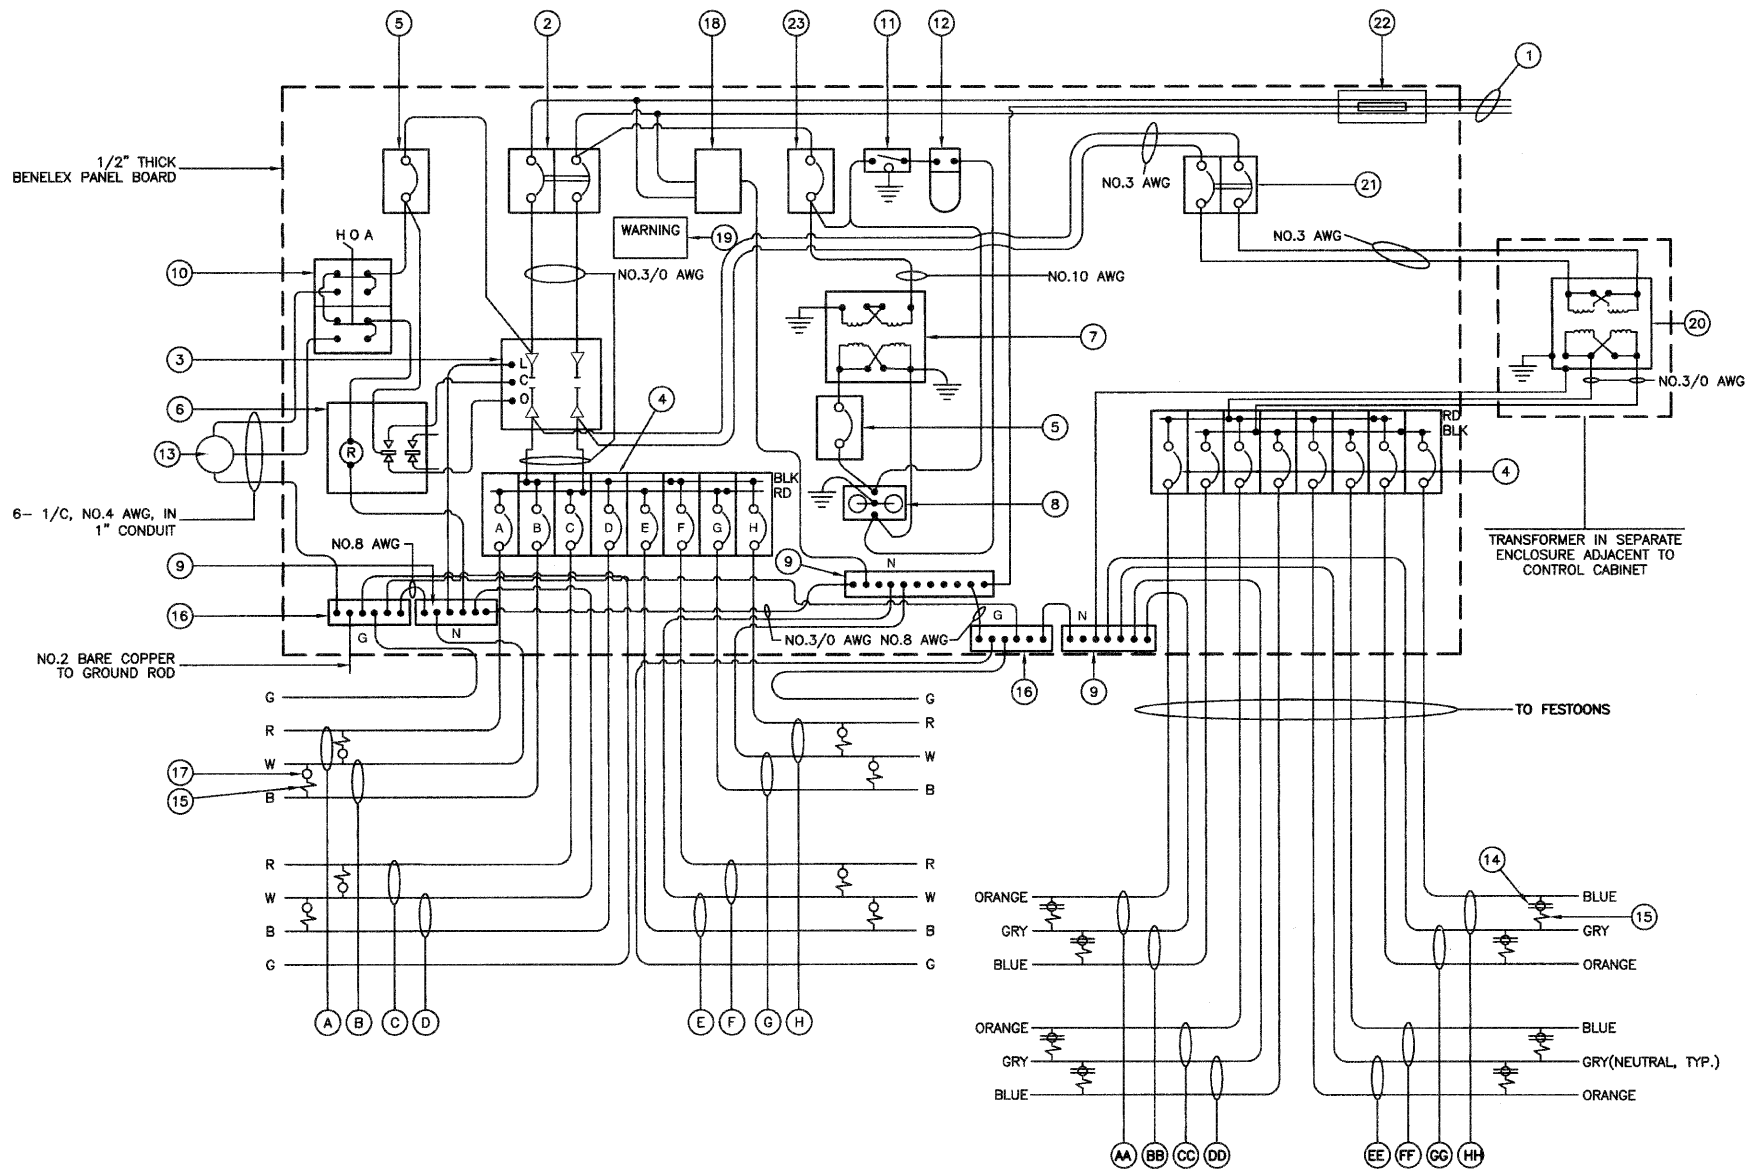 5
2
18
23
11
12
22
1
1/2" THICK
BENELEX PANEL BOARD
NO.3 AWG
21
WARNING
19
H O A
10
NO.3/0 AWG
NO.10 AWG
NO.3 AWG
3
L
C
O
7
20
NO.3/0 AWG
6
4
5
RD
BLK
13
R
BLK
RD
4
8
6- 1/C, NO.4 AWG, IN
1" CONDUIT
A
B
C
D
E
F
G
H
NO.8 AWG
9
9
N
TRANSFORMER IN SEPARATE
ENCLOSURE ADJACENT TO
CONTROL CABINET
16
G
N
NO.3/0 AWG
NO.8 AWG
G
N
NO.2 BARE COPPER
TO GROUND ROD
16
9
G
G
TO FESTOONS
R
R
W
W
17
15
B
B
R
R
14
W
W
ORANGE
BLUE
15
B
B
GRY
GRY
G
G
BLUE
ORANGE
A
B
C
D
E
F
G
H
ORANGE
BLUE
GRY
GRY(NEUTRAL, TYP.)
BLUE
ORANGE
AA
BB
CC
DD
EE
FF
GG
HH